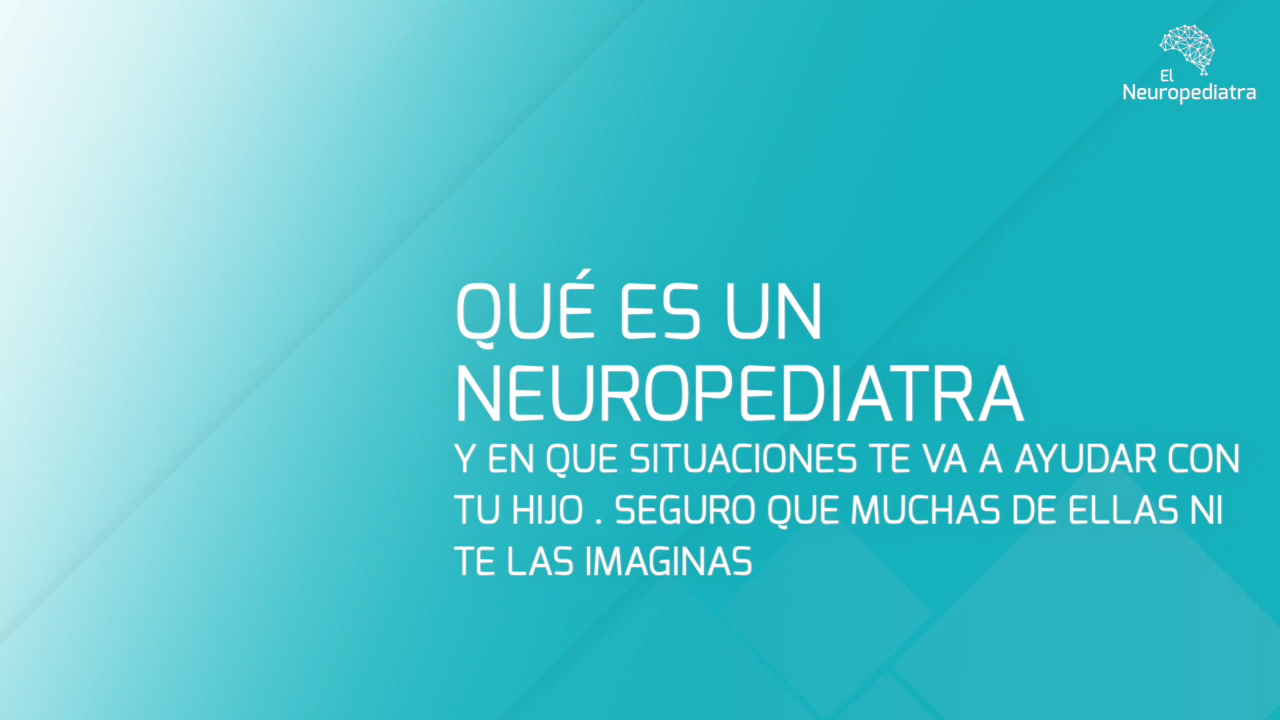 El
Neuropediatra
QUÉ ES UN
NEUROPEDIATRA
Y EN QUE SITUACIONES TE VA A AYUDAR CON
TU HIJO . SEGURO QUE MUCHAS DE ELLAS NI
TE LAS IMAGINAS